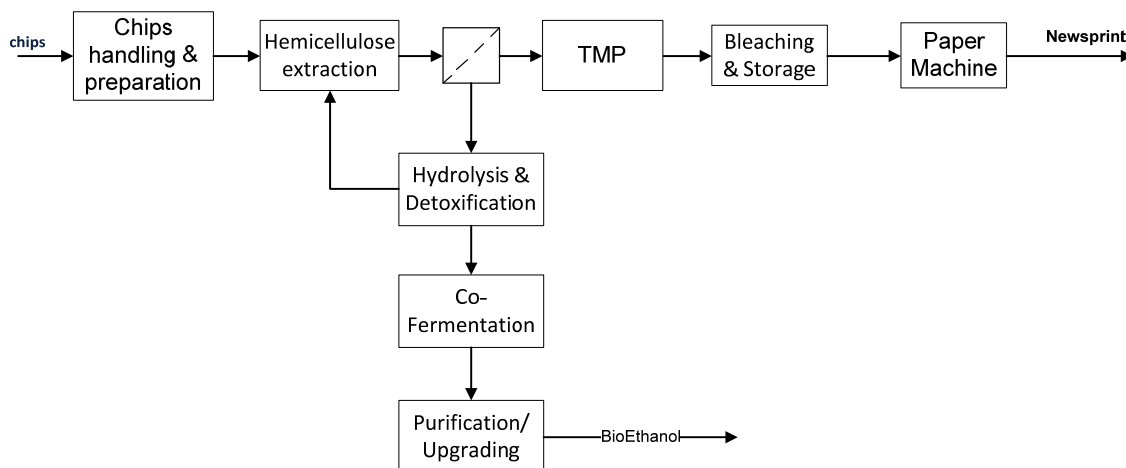 chips
Chips
handling &
preparation
Hemicellulose
extraction
TMP
Bleaching
& Storage
Paper
Machine
Newsprint
Hydrolysis &
Detoxification
Co-
Fermentation
Purification/
Upgrading
BioEthanol